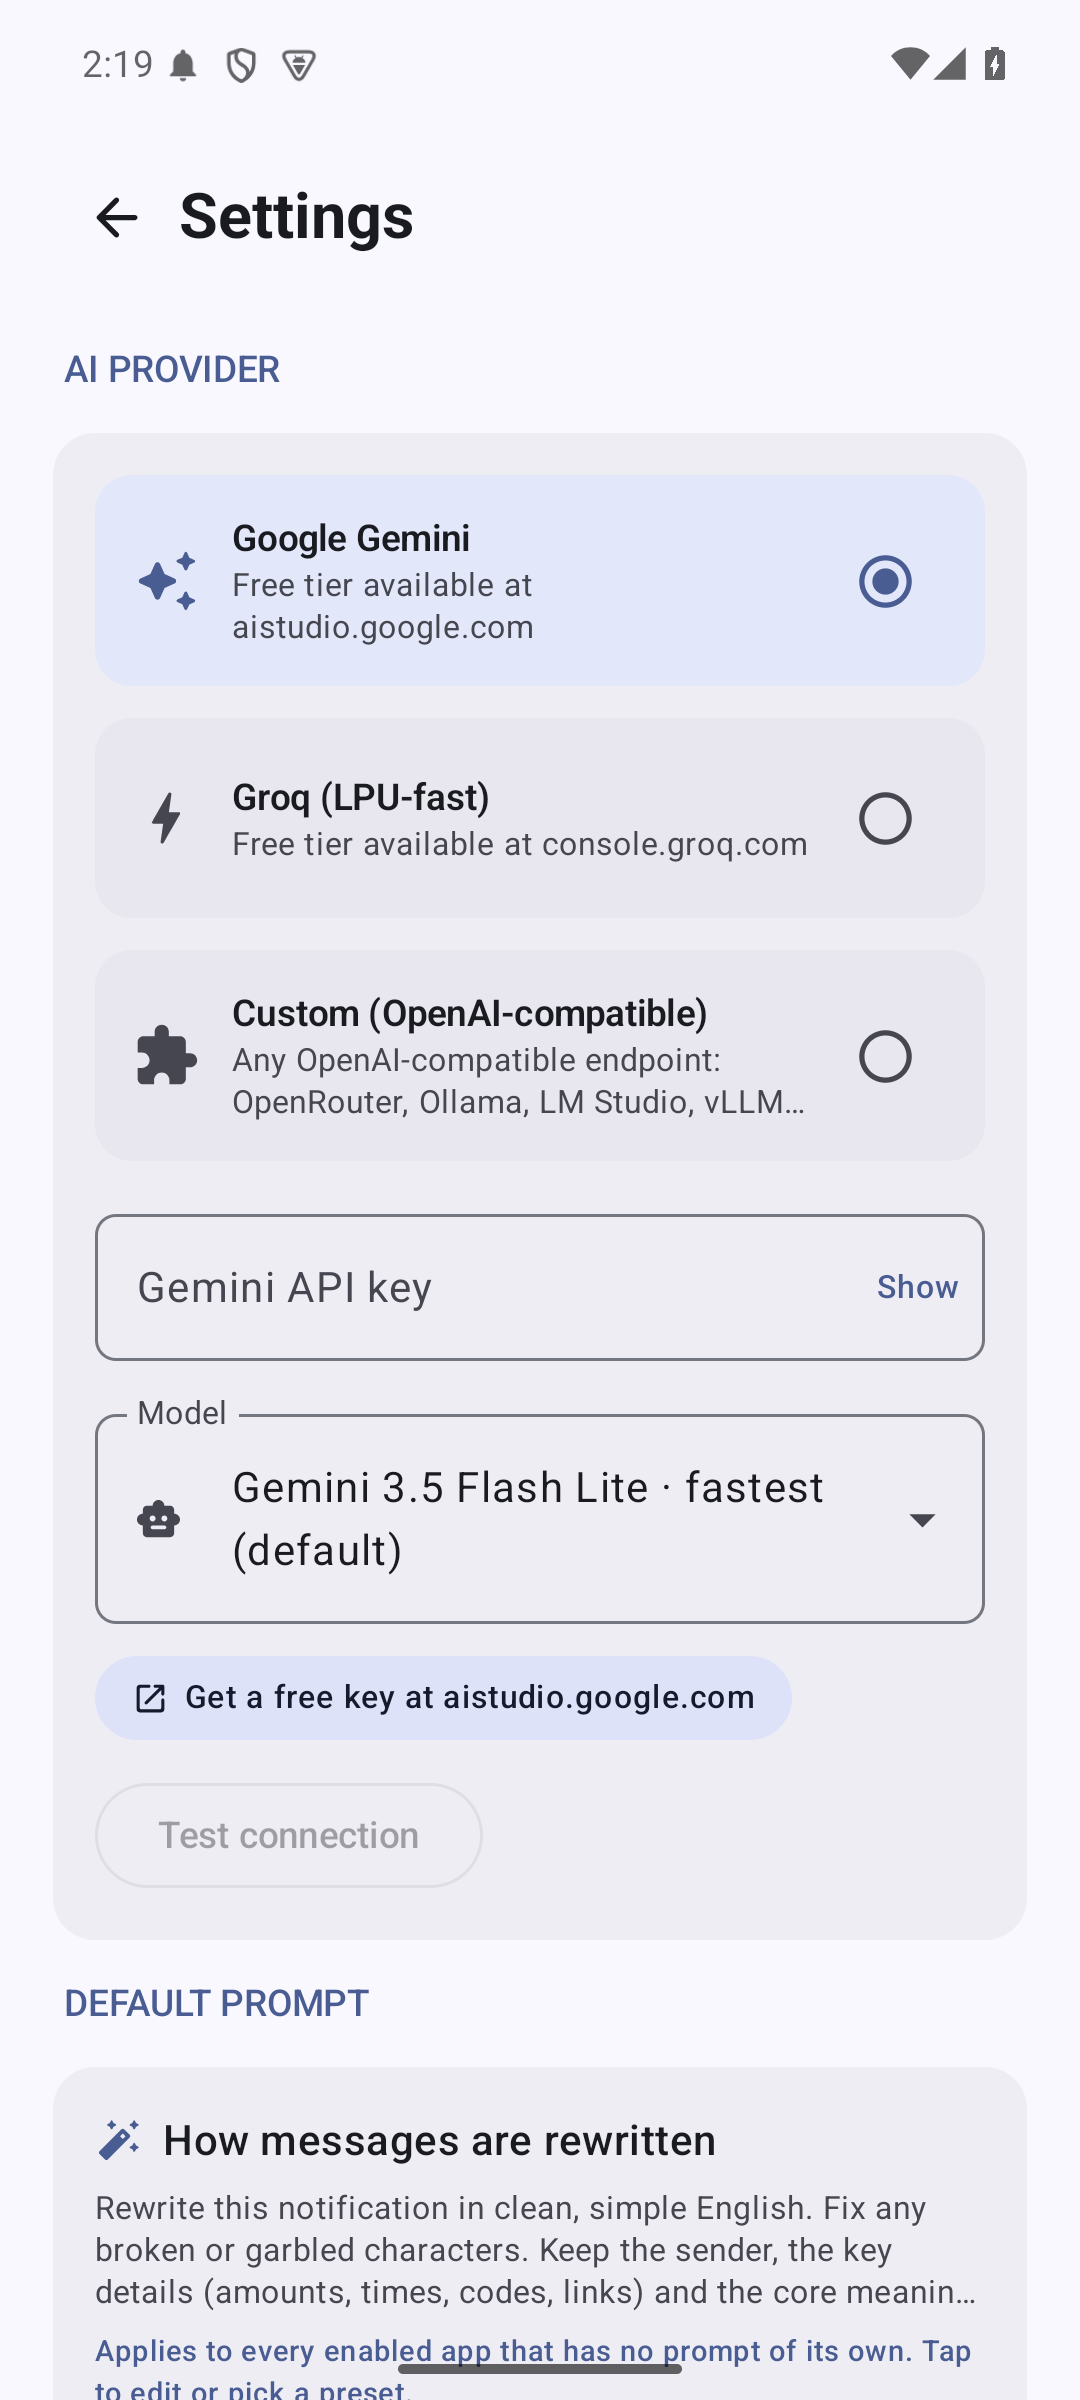 2:19
Settings
AI PROVIDER
Google Gemini
Free tier available at
aistudio.google.com
Groq (LPU-fast)
Free tier available at console.groq.com
Custom (OpenAI-compatible)
Any OpenAI-compatible endpoint:
OpenRouter, Ollama, LM Studio, vLLM…
Gemini API key
Show
Model
Gemini 3.5 Flash Lite · fastest
(default)
Get a free key at aistudio.google.com
Test connection
DEFAULT PROMPT
How messages are rewritten
Rewrite this notification in clean, simple English. Fix any
broken or garbled characters. Keep the sender, the key
details (amounts, times, codes, links) and the core meanin…
Applies to every enabled app that has no prompt of its own. Tap
to edit or pick a preset.